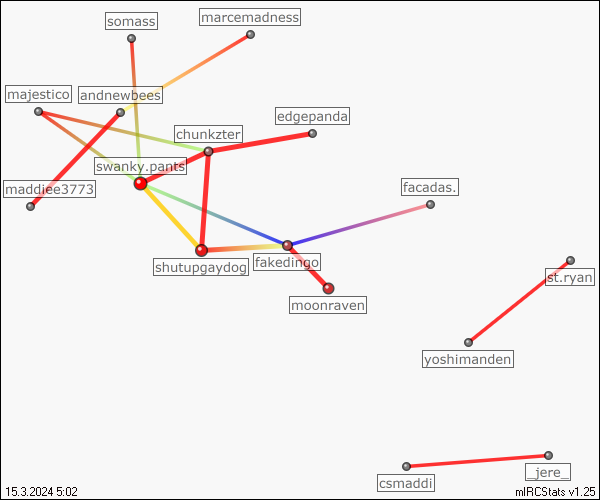 somass
marcemadness
majestico
andnewbees
edgepanda
chunkzter
swanky.pants
maddiee3773
facadas.
shutupgaydog
fakedingo
st.ryan
moonraven
yoshimanden
csmaddi
_jere_
15.3.2024 5:02
mIRCStats v1.25